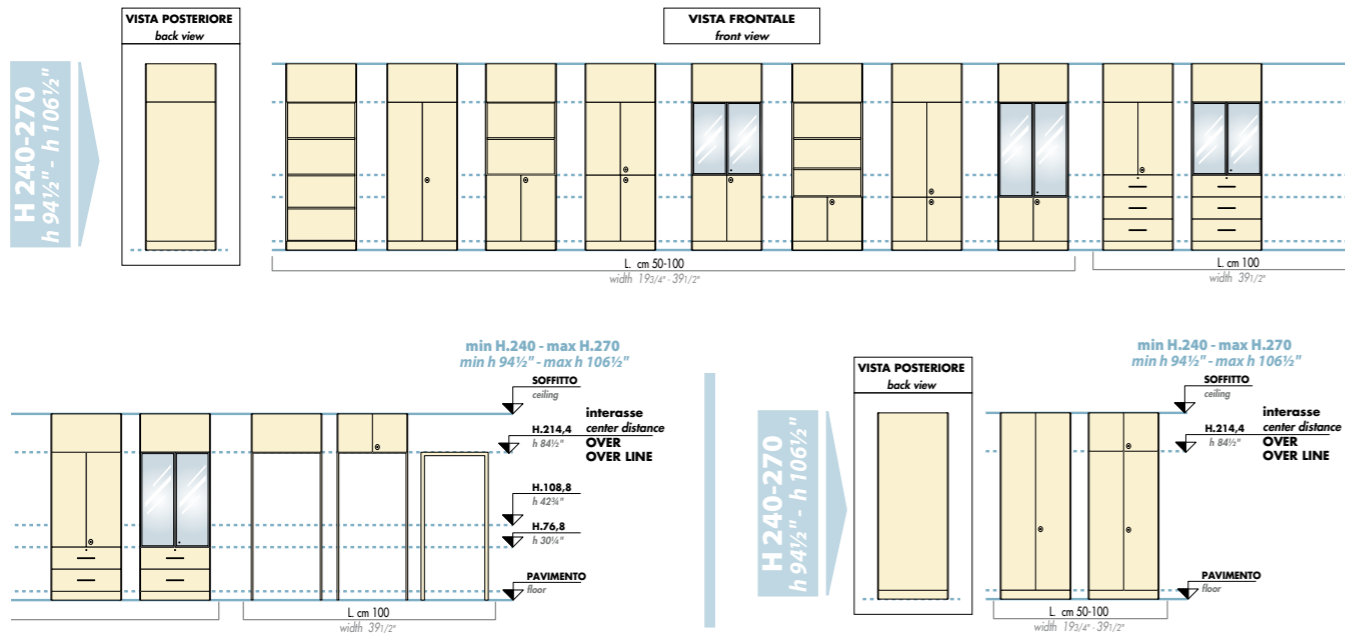 VISTA POSTERIORE
back view
VISTA FRONTALE
front view
H 240-270
h 94½" - h 106½"
L. cm 50-100
width 193/4" - 391/2"
L. cm 100
width 391/2"
min H.240 - max H.270
min h 94½" - max h 106½"
SOFFITTO
ceiling
H.214,4
h 84½"
interasse
center distance
OVER
OVER LINE
H.108,8
h 42¾"
H.76,8
h 30¼"
PAVIMENTO
floor
L. cm 100
width 391/2"
VISTA POSTERIORE
back view
H 240-270
h 94½" - h 106½"
min H.240 - max H.270
min h 94½" - max h 106½"
SOFFITTO
ceiling
H.214,4
h 84½"
interasse
center distance
OVER
OVER LINE
PAVIMENTO
floor
L. cm 50-100
width 193/4" - 391/2"